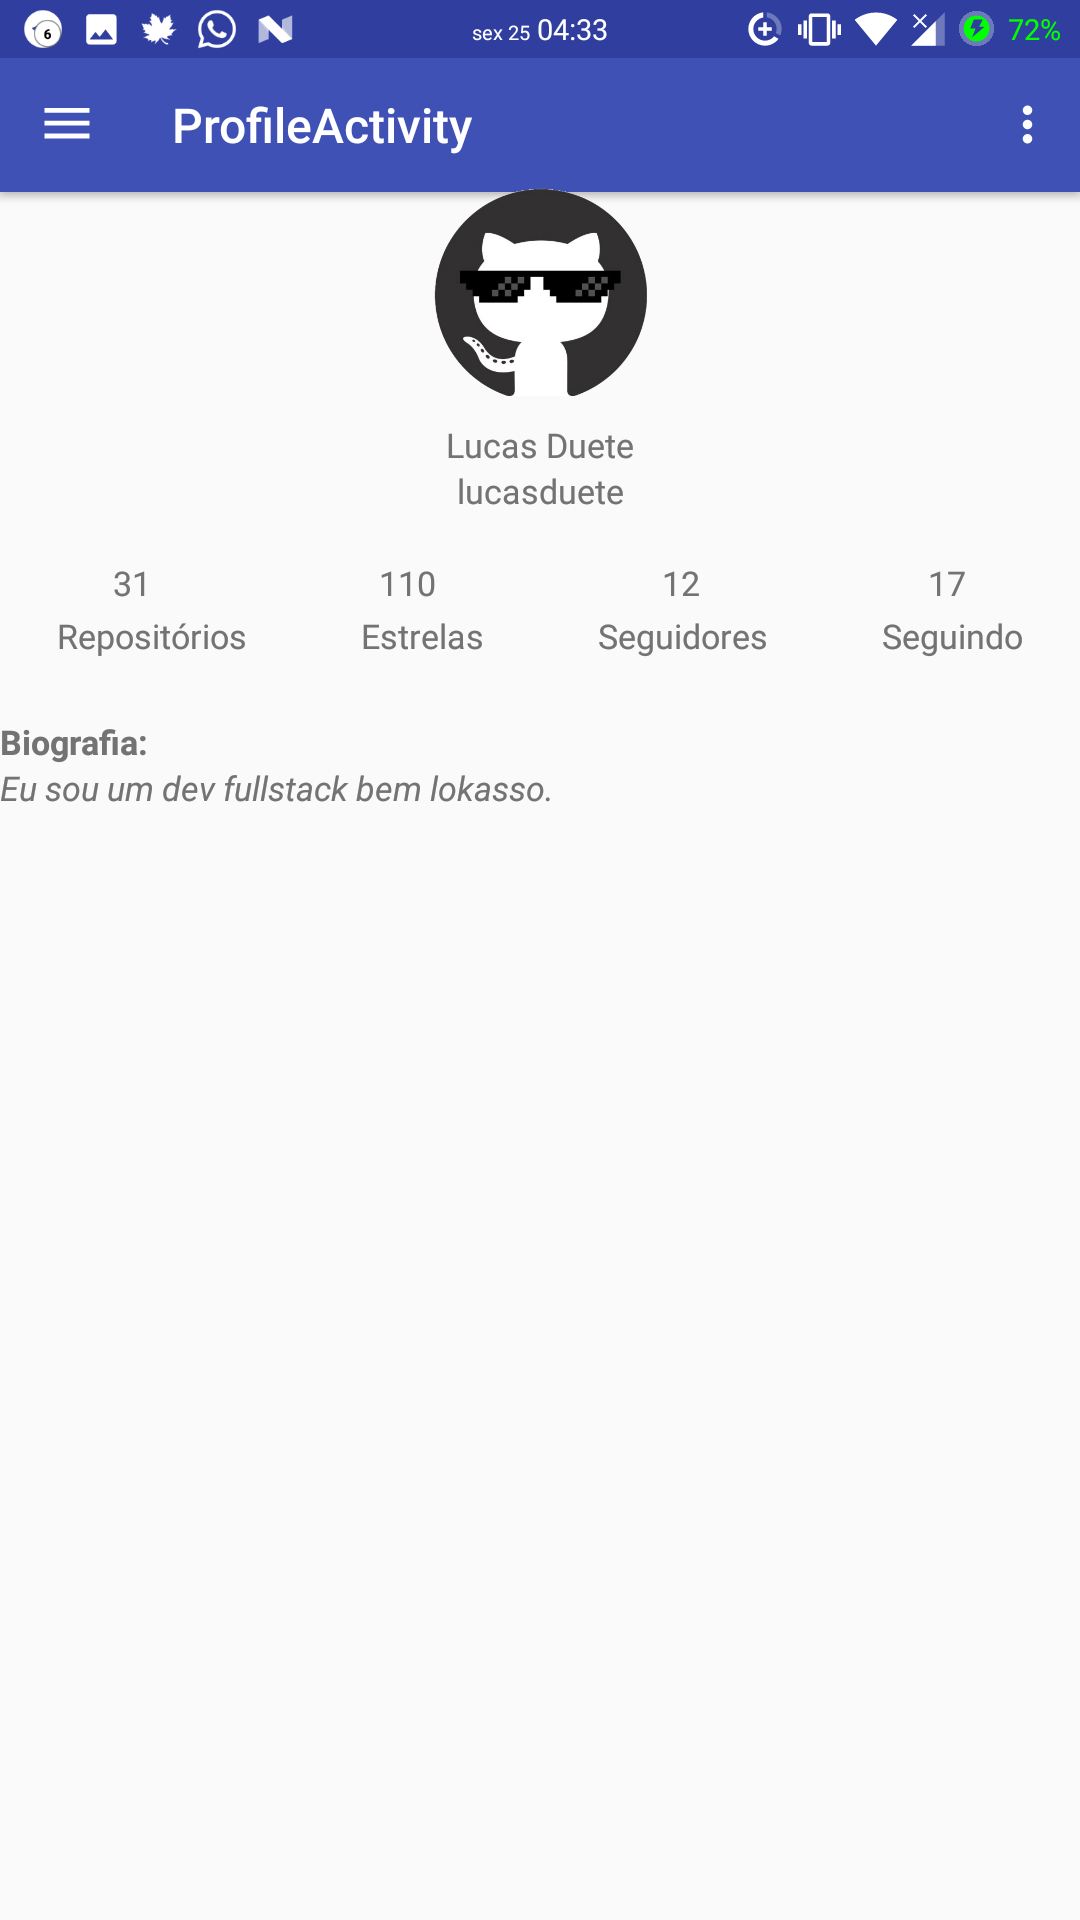 6 sex 25 04:33 72%
ProfileActivity
Lucas Duete
lucasduete
31 110 12 17
Repositórios Estrelas Seguidores Seguindo
Biografia:
Eu sou um dev fullstack bem lokasso.